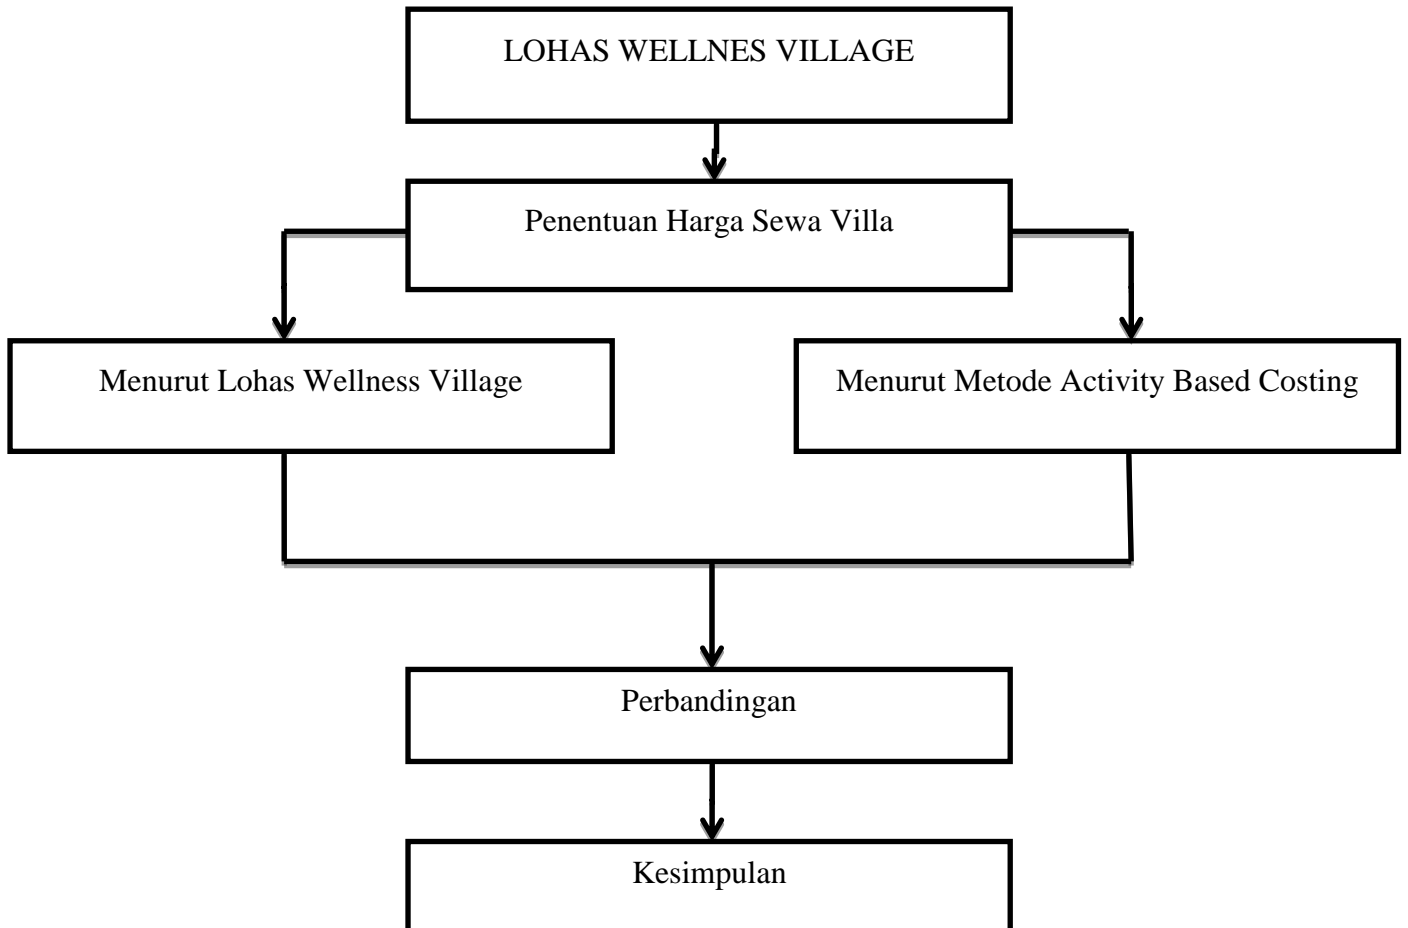 LOHAS WELLNES VILLAGE
Penentuan Harga Sewa Villa
Menurut Lohas Wellness Village
Menurut Metode Activity Based Costing
Perbandingan
Kesimpulan